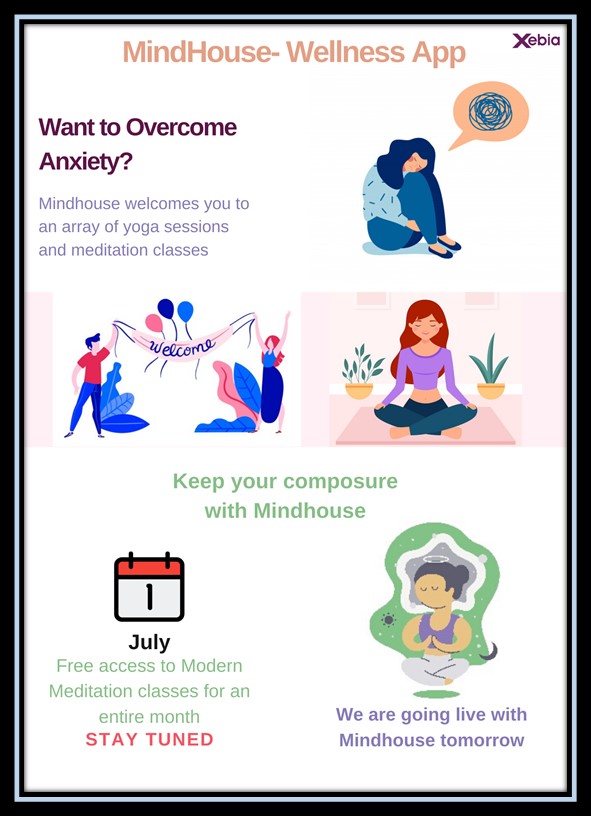 Xebia
MindHouse- Wellness App
Want to Overcome
Anxiety?
Mindhouse welcomes you to
an array of yoga sessions
and meditation classes
welcome
Keep your composure
with Mindhouse
1
July
Free access to Modern
Meditation classes for an
entire month
STAY TUNED
We are going live with
Mindhouse tomorrow